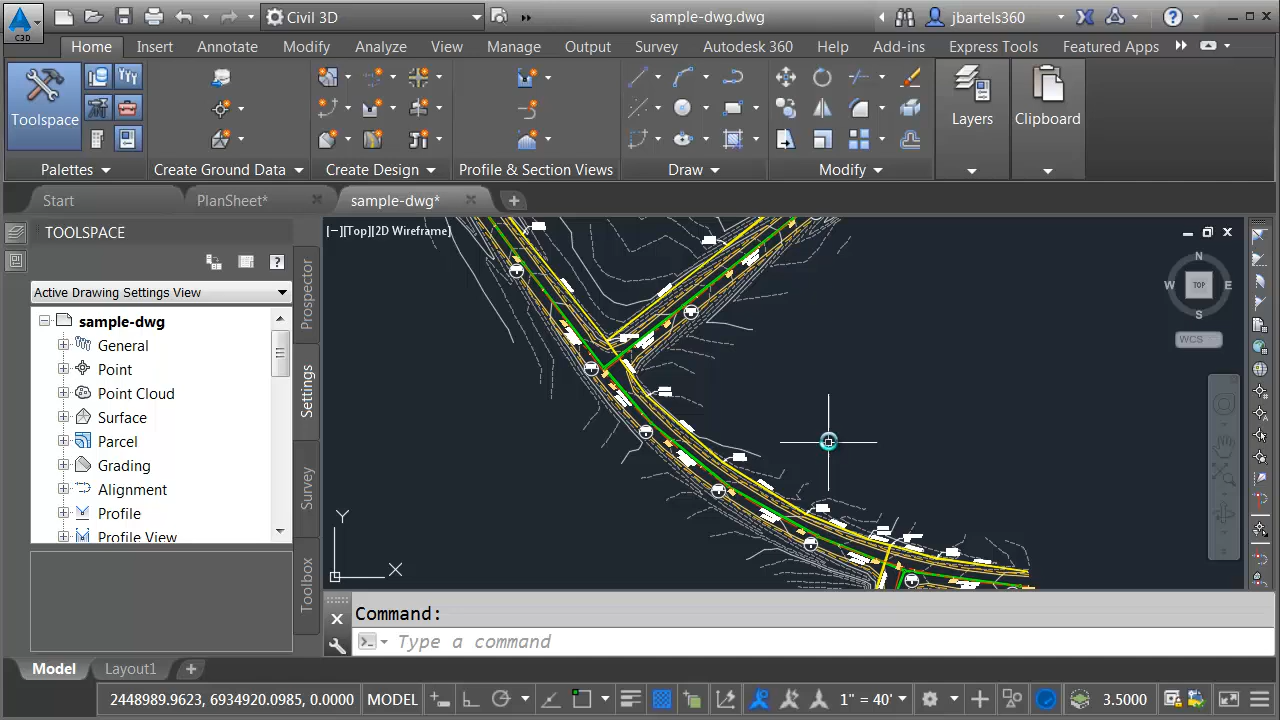 C3D
Civil 3D
sample-dwg.dwg
jbartels360
Home Insert Annotate Modify Analyze View Manage Output Survey Autodesk 360 Help Add-ins Express Tools Featured Apps
Toolspace
Layers
Clipboard
Palettes
Create Ground Data
Create Design
Profile & Section Views
Draw
Modify
Start
PlanSheet*
sample-dwg*
TOOLSPACE
Active Drawing Settings View
sample-dwg
General
Point
Point Cloud
Surface
Parcel
Grading
Alignment
Profile
Profile View
Prospector
Settings
Survey
Toolbox
[−][Top][2D Wireframe]
N
W
TOP
E
S
WCS
Y
X
Command:
Type a command
Model
Layout1
2448989.9623, 6934920.0985, 0.0000
MODEL
1" = 40'
3.5000